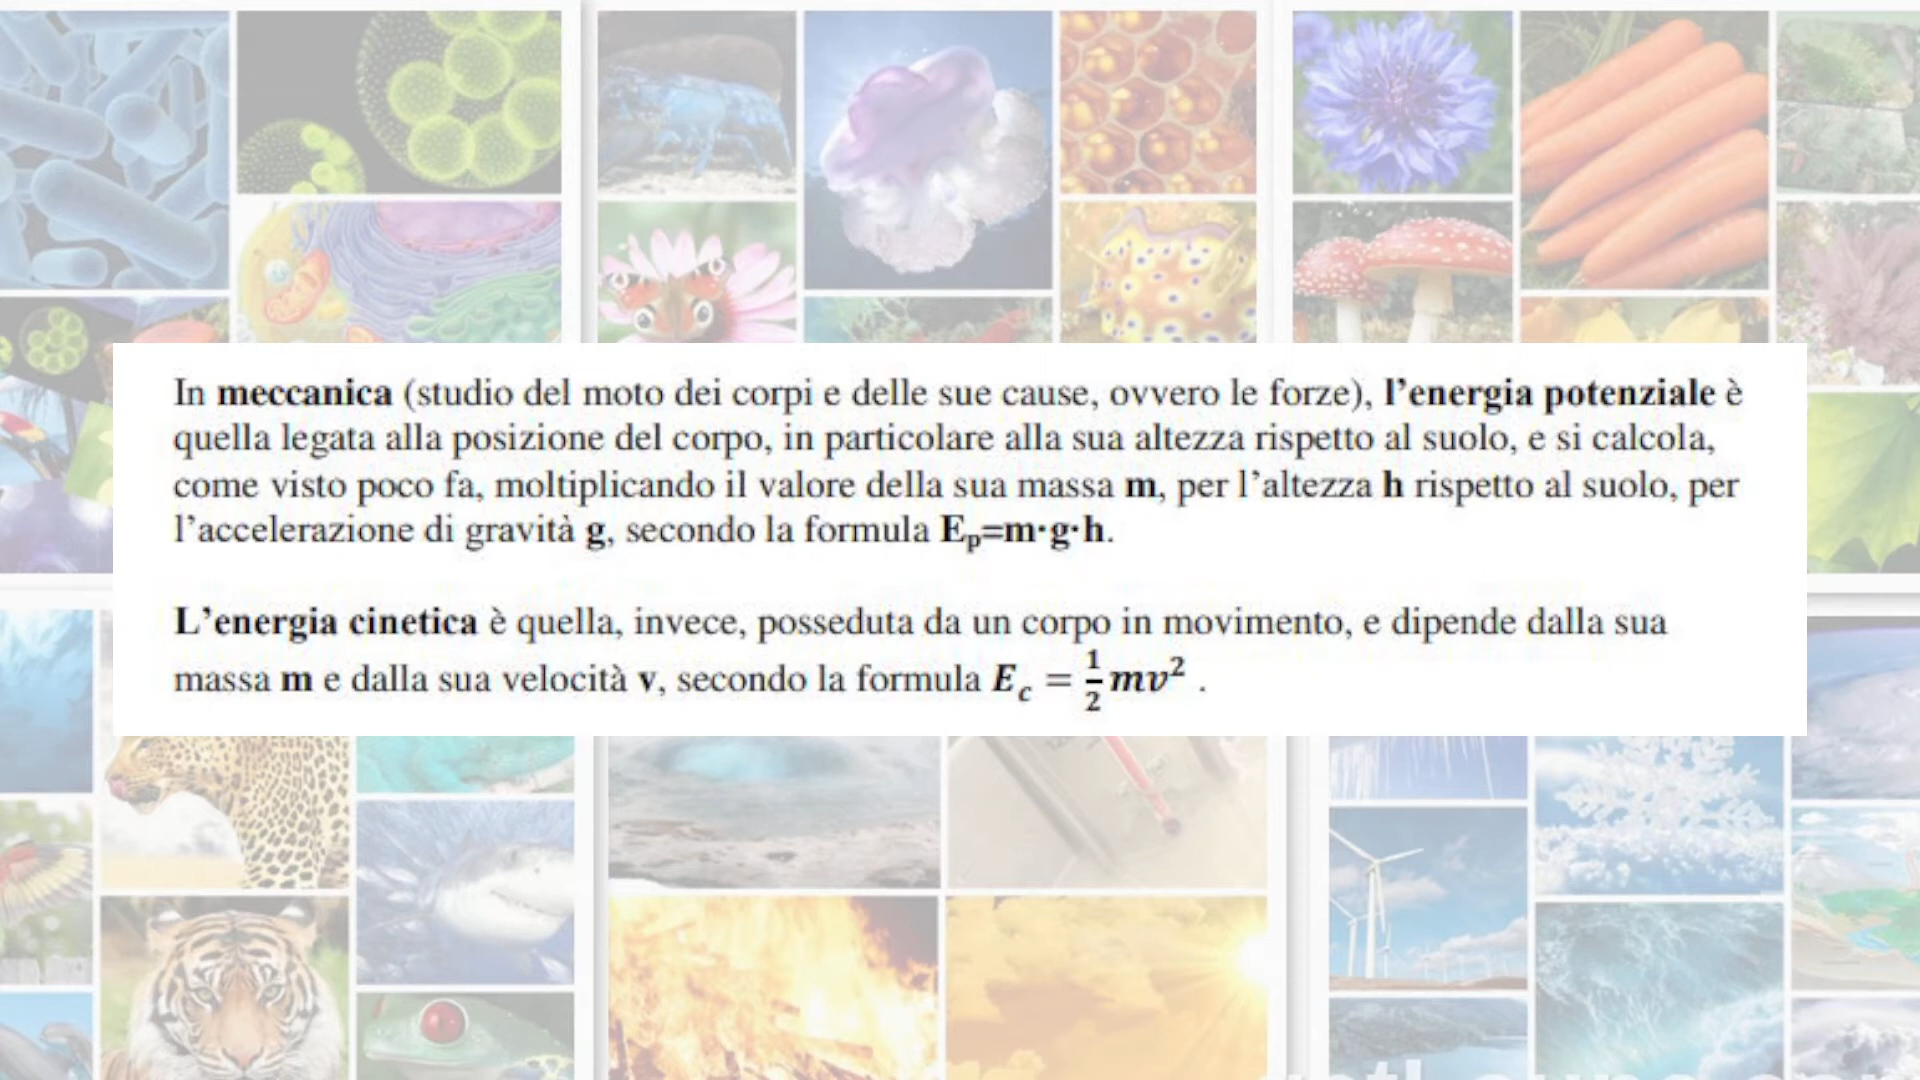 In meccanica (studio del moto dei corpi e delle sue cause, ovvero le forze), l’energia potenziale è
quella legata alla posizione del corpo, in particolare alla sua altezza rispetto al suolo, e si calcola,
come visto poco fa, moltiplicando il valore della sua massa m, per l’altezza h rispetto al suolo, per
l’accelerazione di gravità g, secondo la formula Eₚ=m·g·h.
L’energia cinetica è quella, invece, posseduta da un corpo in movimento, e dipende dalla sua
massa m e dalla sua velocità v, secondo la formula E_c = 1/2 mv² .